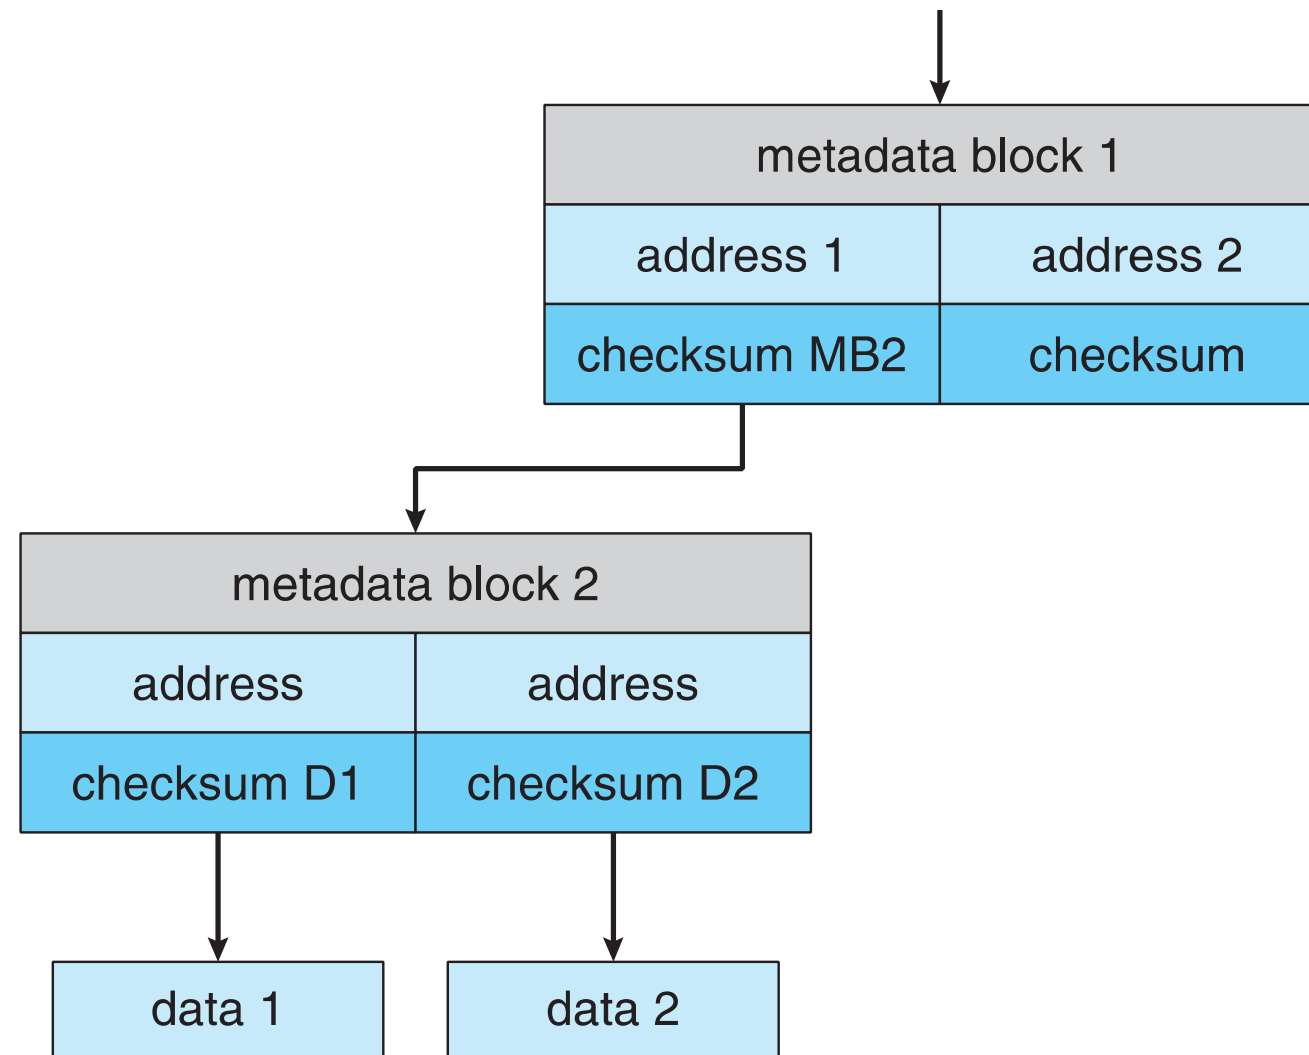 metadata block 1
address 1
address 2
checksum MB2
checksum
metadata block 2
address
address
checksum D1
checksum D2
data 1
data 2